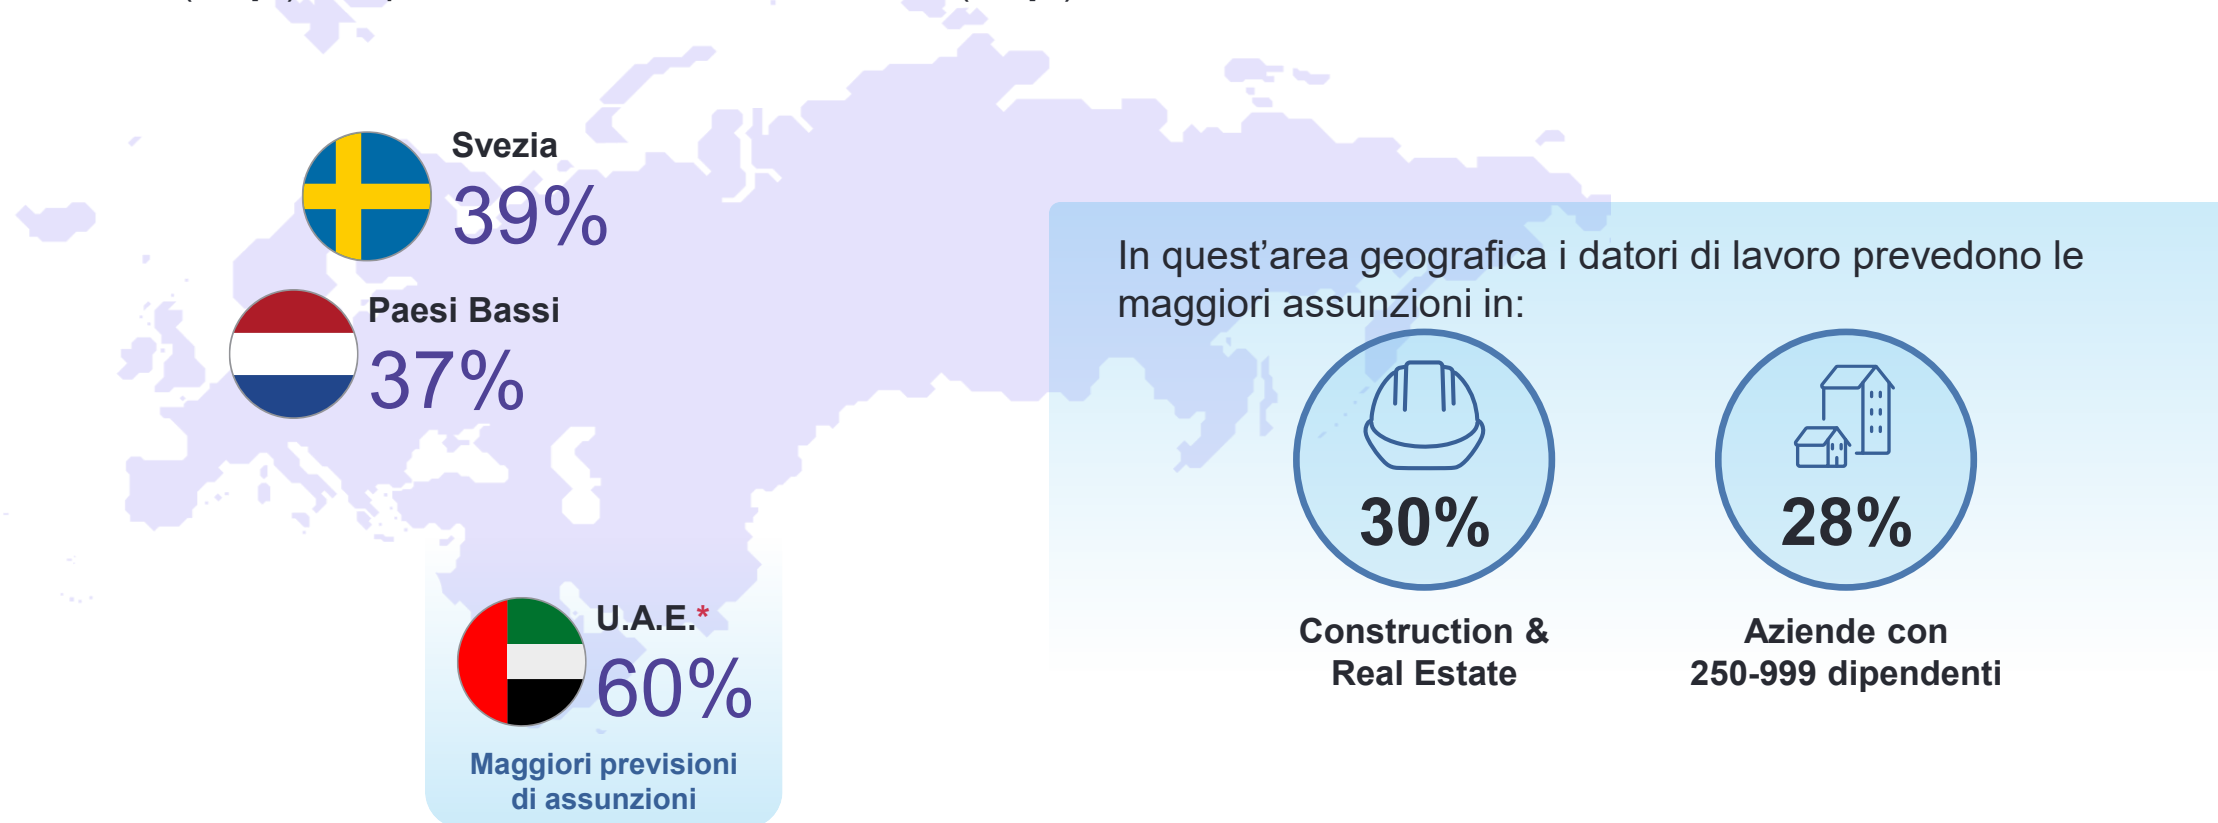 Svezia
39%
Paesi Bassi
37%
U.A.E.*
60%
Maggiori previsioni
di assunzioni
In quest’area geografica i datori di lavoro prevedono le
maggiori assunzioni in:
30%
Construction &
Real Estate
28%
Aziende con
250-999 dipendenti